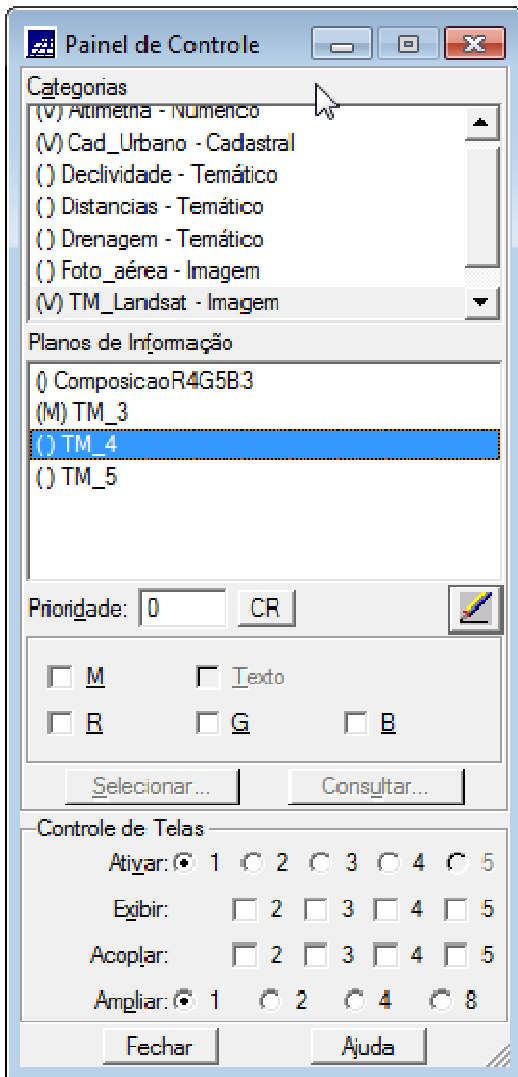 Painel de Controle
Categorias
(V) Altimetria - Numérico
(V) Cad_Urbano - Cadastral
( ) Declividade - Temático
( ) Distancias - Temático
( ) Drenagem - Temático
( ) Foto_aérea - Imagem
(V) TM_Landsat - Imagem
Planos de Informação
() ComposicaoR4G5B3
(M) TM_3
( ) TM_4
( ) TM_5
Prioridade: 0 CR
M Texto
R G B
Selecionar... Consultar...
Controle de Telas
Ativar: 1 2 3 4 5
Exibir: 2 3 4 5
Acoplar: 2 3 4 5
Ampliar: 1 2 4 8
Fechar Ajuda